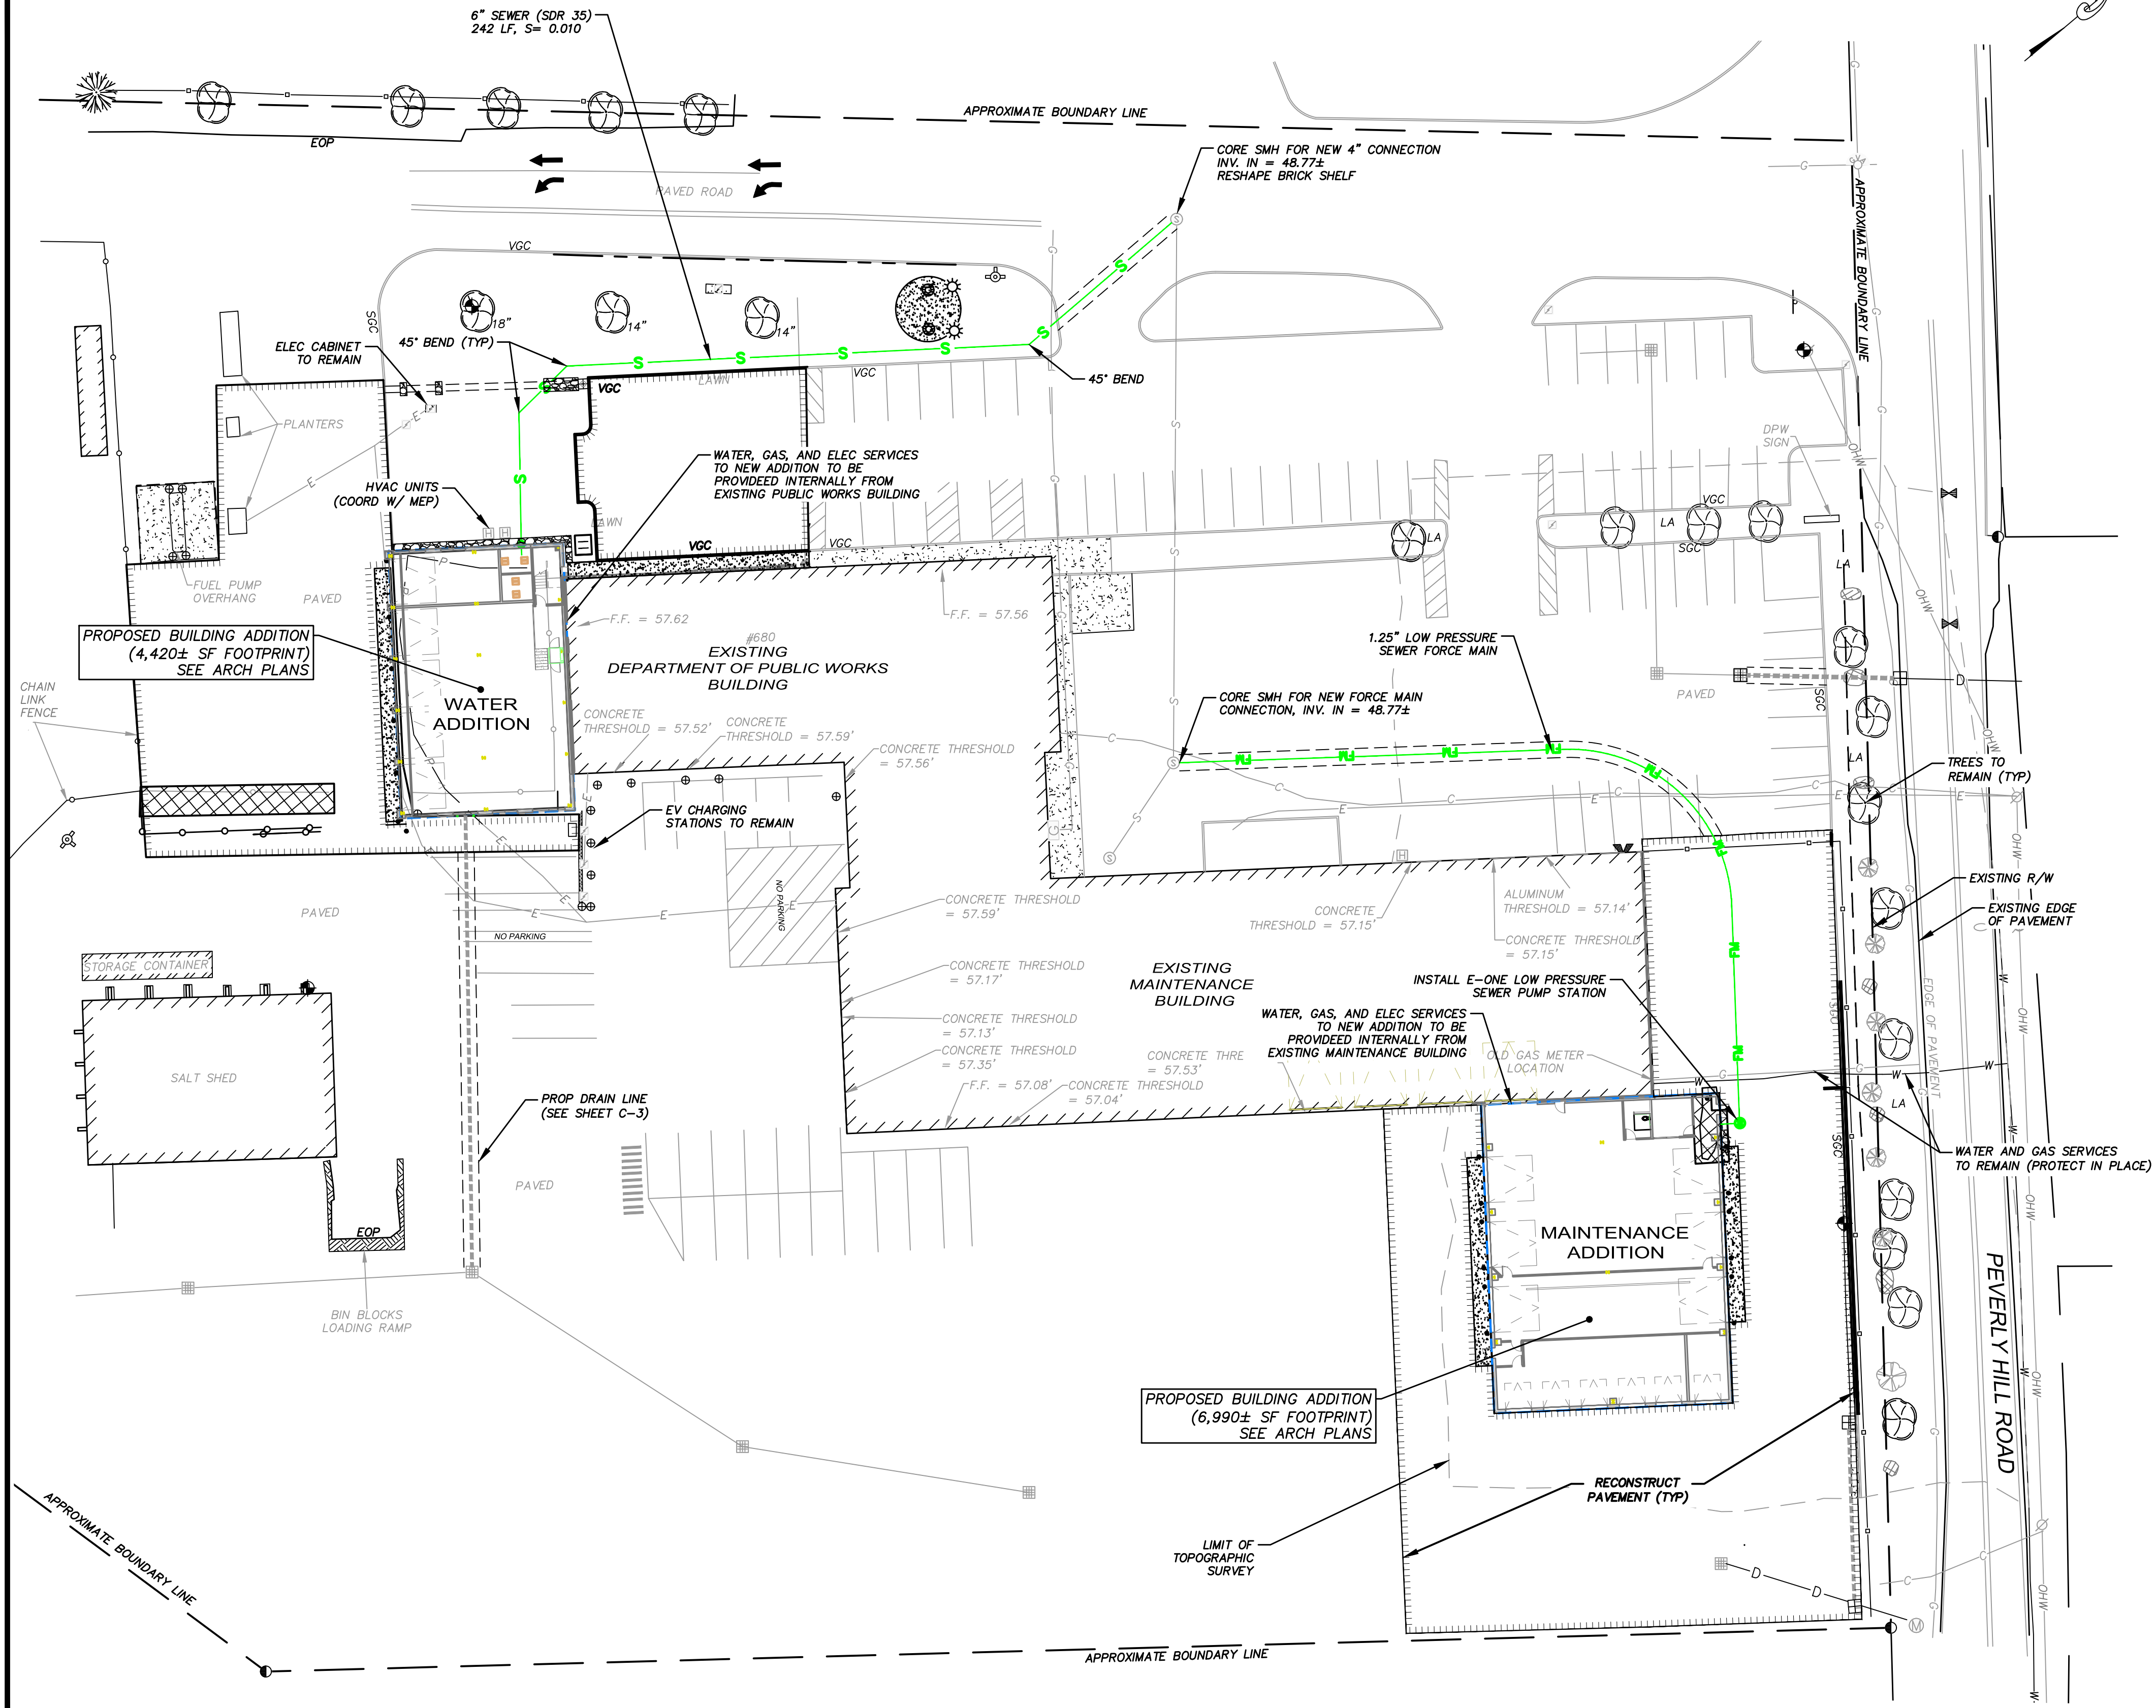 6" SEWER (SDR 35)
242 LF, S= 0.010
APPROXIMATE BOUNDARY LINE
EOP
PAVED ROAD
CORE SMH FOR NEW 4" CONNECTION
INV. IN = 48.77±
RESHAPE BRICK SHELF
APPROXIMATE BOUNDARY LINE
VGC
SGC
18"
14"
14"
45° BEND (TYP)
ELEC CABINET
TO REMAIN
VGC
LAWN
VGC
45° BEND
PLANTERS
HVAC UNITS
(COORD W/ MEP)
WATER, GAS, AND ELEC SERVICES
TO NEW ADDITION TO BE
PROVIDEED INTERNALLY FROM
EXISTING PUBLIC WORKS BUILDING
LAWN
VGC
VGC
DPW
SIGN
VGC
LA
SGC
LA
LA
OHW
OHW
FUEL PUMP
OVERHANG
PAVED
PROPOSED BUILDING ADDITION
(4,420± SF FOOTPRINT)
SEE ARCH PLANS
F.F. = 57.62
F.F. = 57.56
#680
EXISTING
DEPARTMENT OF PUBLIC WORKS
BUILDING
1.25" LOW PRESSURE
SEWER FORCE MAIN
CHAIN
LINK
FENCE
WATER
ADDITION
CONCRETE
THRESHOLD = 57.52'
CONCRETE
THRESHOLD = 57.59'
CONCRETE THRESHOLD
= 57.56'
CORE SMH FOR NEW FORCE MAIN
CONNECTION, INV. IN = 48.77±
PAVED
SGC
D
OHW
LA
TREES TO
REMAIN (TYP)
EV CHARGING
STATIONS TO REMAIN
NO PARKING
NO PARKING
PAVED
STORAGE CONTAINER
SALT SHED
CONCRETE THRESHOLD
= 57.59'
CONCRETE THRESHOLD
= 57.17'
CONCRETE THRESHOLD
= 57.13'
CONCRETE THRESHOLD
= 57.35'
F.F. = 57.08'
CONCRETE THRESHOLD
= 57.04'
CONCRETE THRE
= 57.53'
CONCRETE
THRESHOLD = 57.15'
ALUMINUM
THRESHOLD = 57.14'
CONCRETE THRESHOLD
= 57.15'
EXISTING
MAINTENANCE
BUILDING
EXISTING R/W
EXISTING EDGE
OF PAVEMENT
INSTALL E-ONE LOW PRESSURE
SEWER PUMP STATION
WATER, GAS, AND ELEC SERVICES
TO NEW ADDITION TO BE
PROVIDEED INTERNALLY FROM
EXISTING MAINTENANCE BUILDING
OLD GAS METER
LOCATION
EDGE OF PAVEMENT
OHW
LA
SGC
WATER AND GAS SERVICES
TO REMAIN (PROTECT IN PLACE)
OHW
PROP DRAIN LINE
(SEE SHEET C-3)
PAVED
EOP
BIN BLOCKS
LOADING RAMP
MAINTENANCE
ADDITION
PEVERLY HILL ROAD
OHW
PROPOSED BUILDING ADDITION
(6,990± SF FOOTPRINT)
SEE ARCH PLANS
RECONSTRUCT
PAVEMENT (TYP)
LIMIT OF
TOPOGRAPHIC
SURVEY
D
D
M
OHW
APPROXIMATE BOUNDARY LINE
APPROXIMATE BOUNDARY LINE